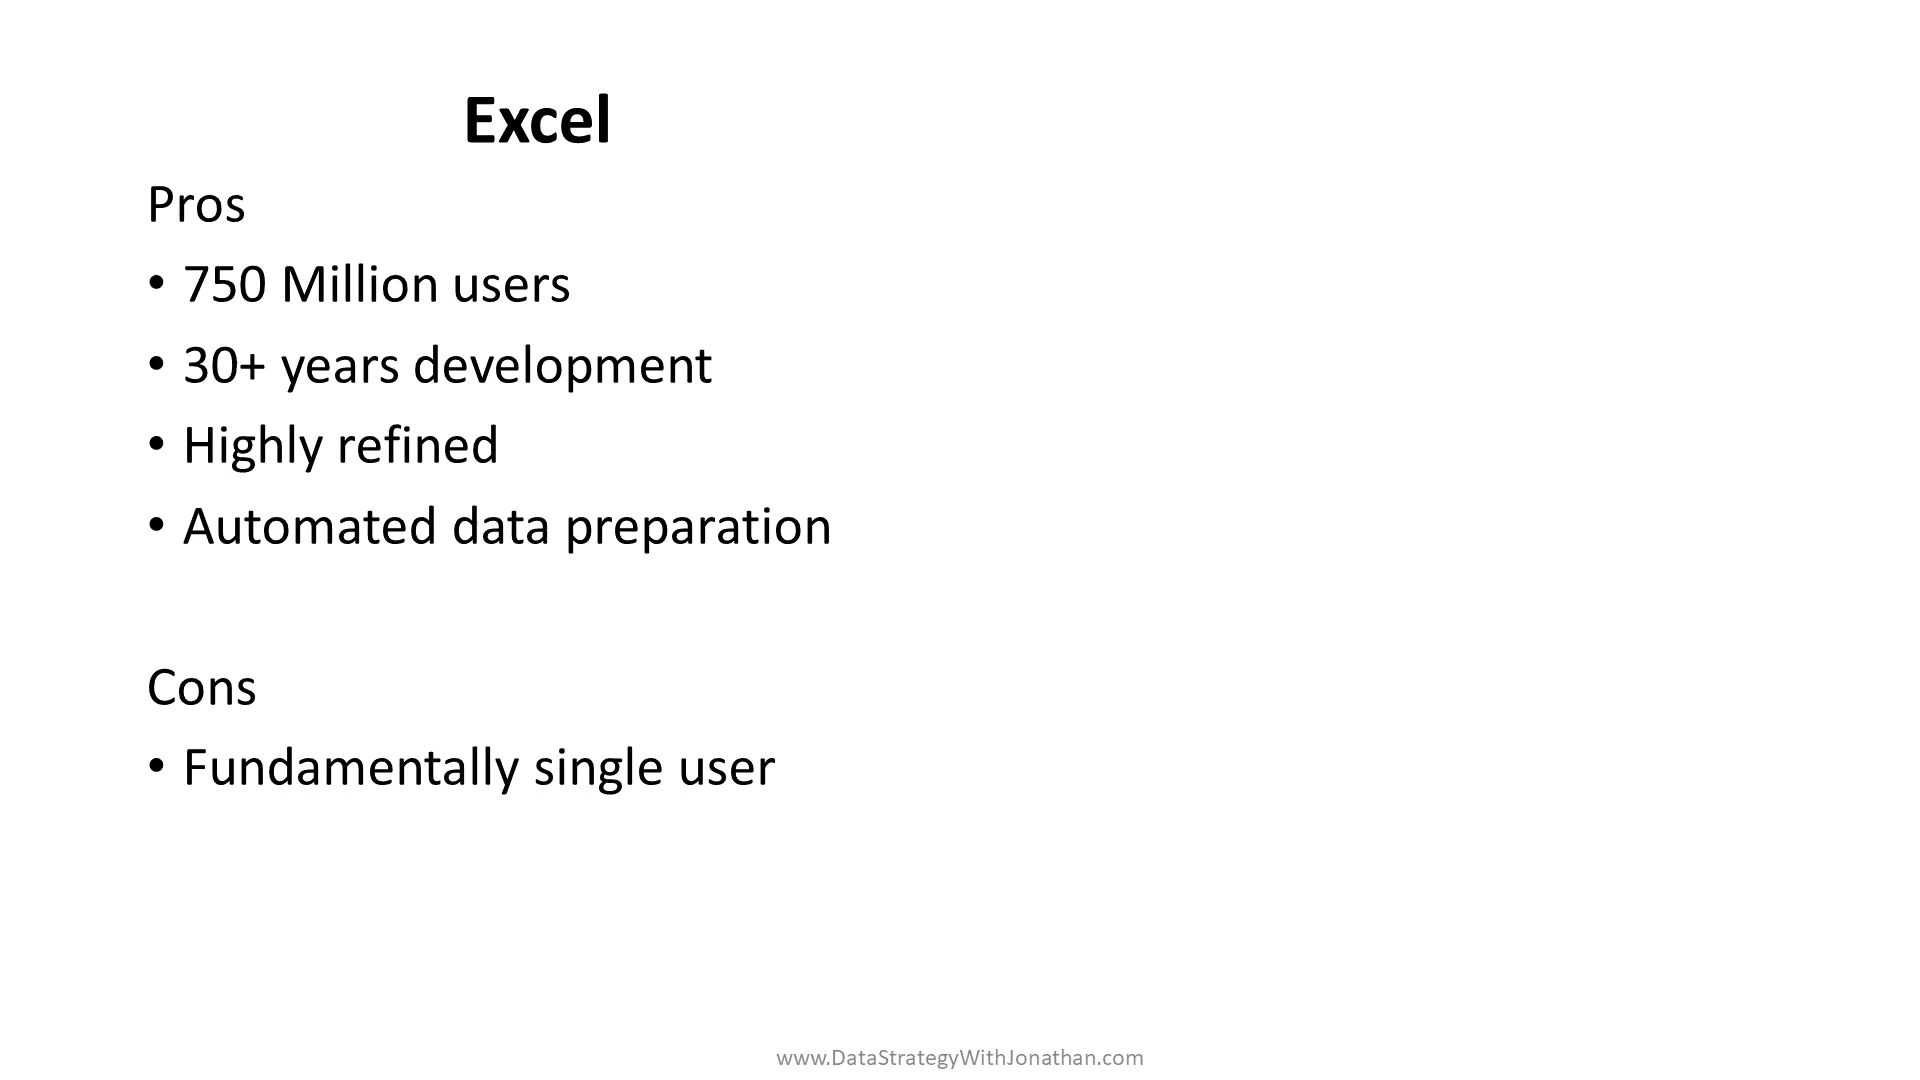 Excel
Pros
• 750 Million users
• 30+ years development
• Highly refined
• Automated data preparation
Cons
• Fundamentally single user
www.DataStrategyWithJonathan.com